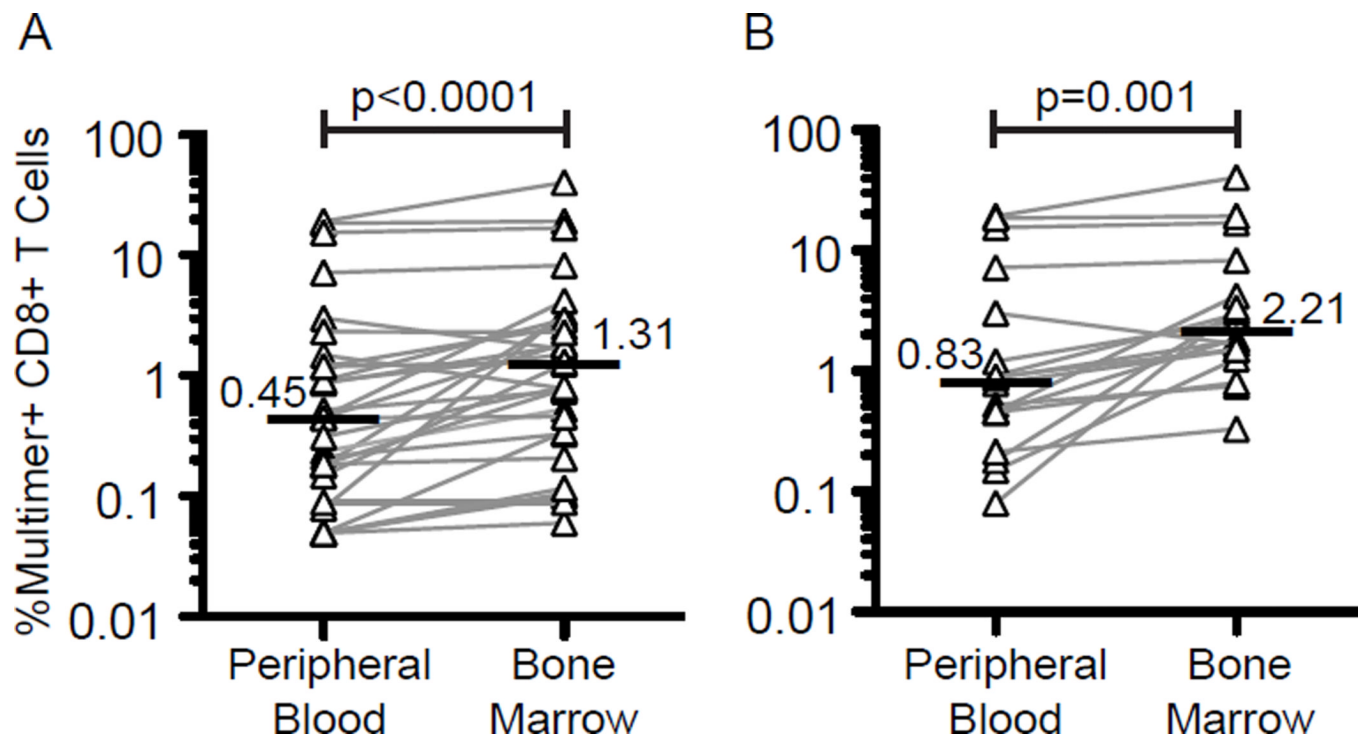 A
B
p<0.0001
p=0.001
%Multimer+ CD8+ T Cells
100
10
1
0.1
0.01
0.45
1.31
Peripheral
Blood
Bone
Marrow
100
10
1
0.1
0.01
0.83
2.21
Peripheral
Blood
Bone
Marrow